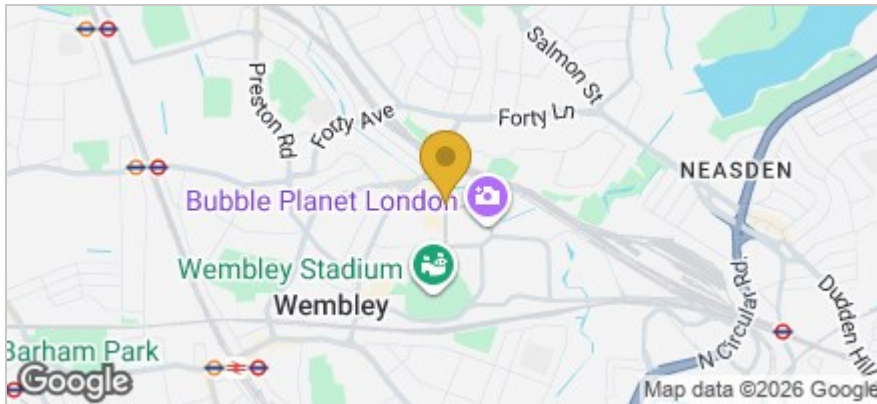 Salmon St
Preston Rd
Forty Ave
Forty Ln
NEASDEN
Bubble Planet London
Wembley Stadium
Wembley
N Circular Rd.
Dudden Hill
Barham Park
Google
Map data ©2026 Google